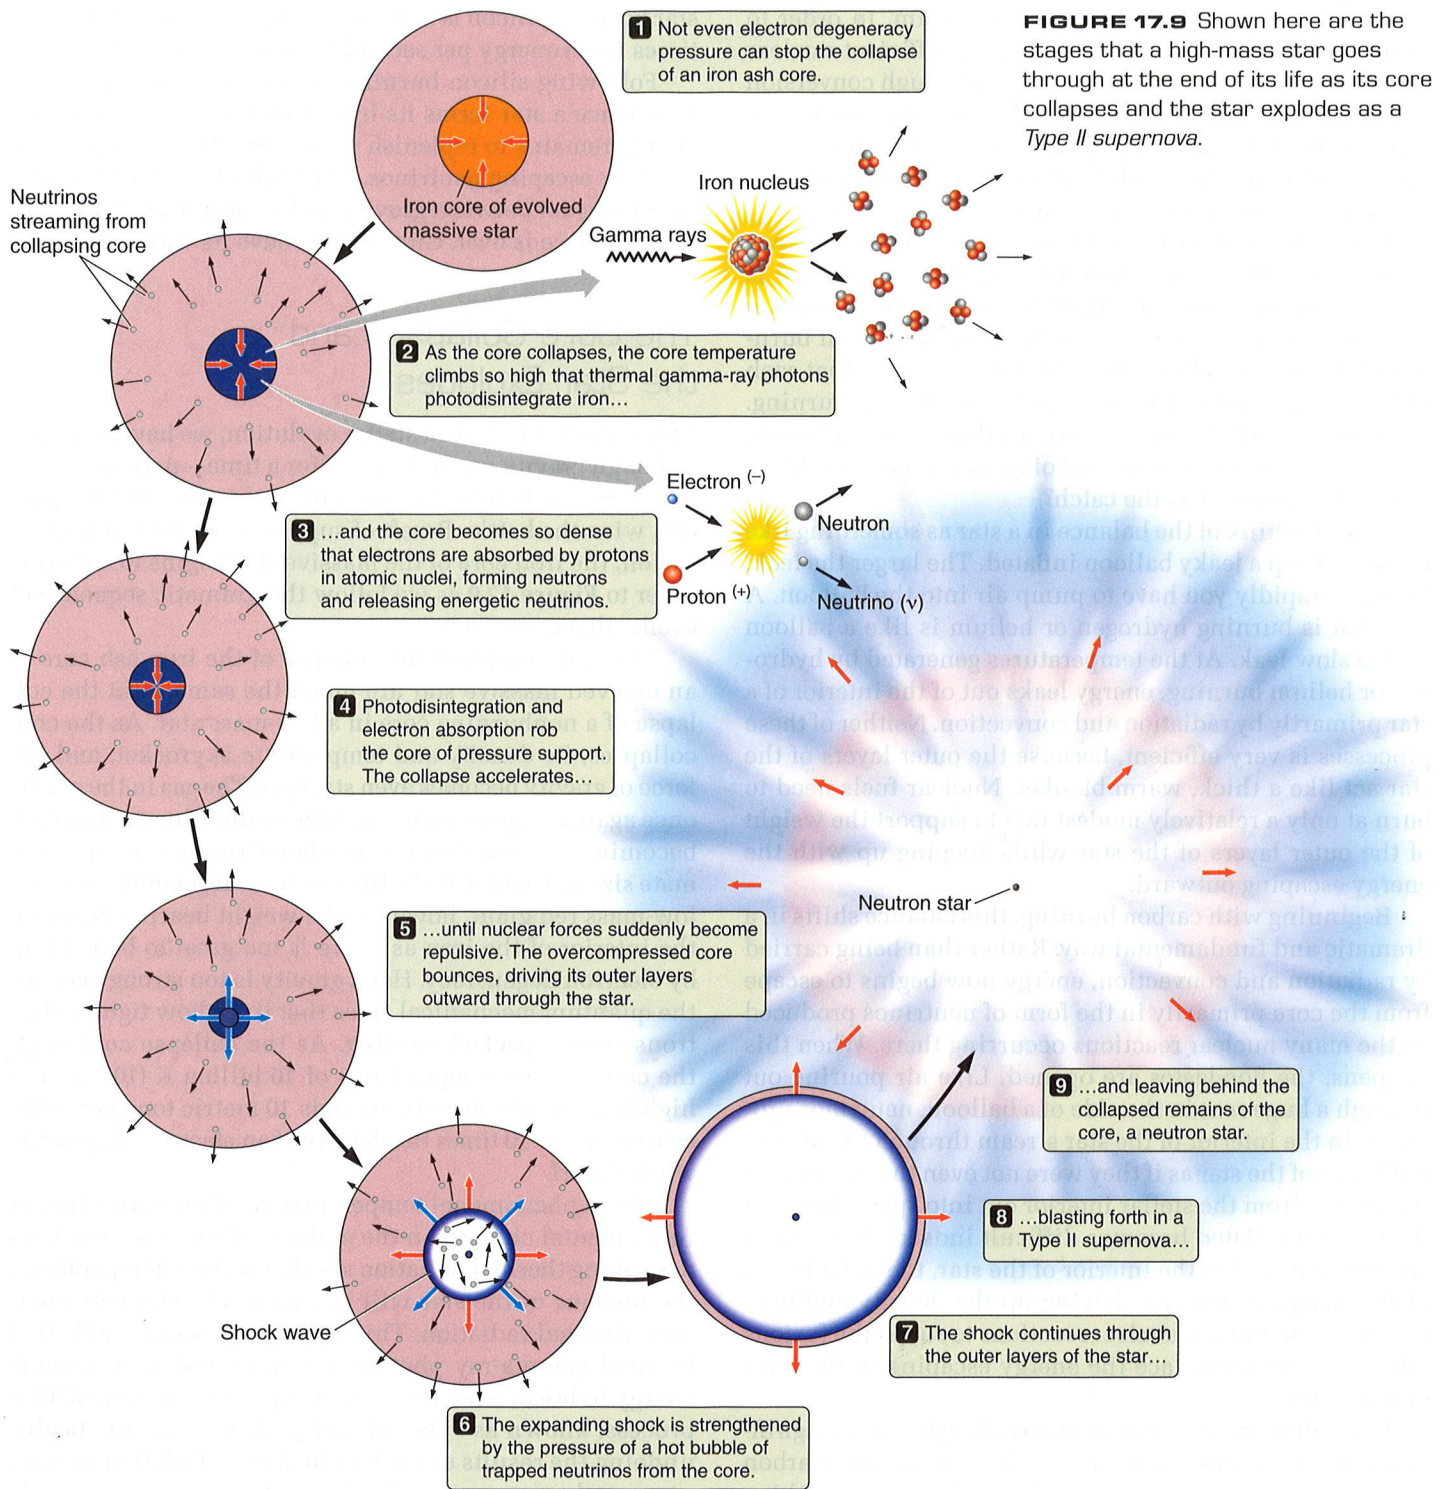 FIGURE 17.9 Shown here are the
stages that a high-mass star goes
through at the end of its life as its core
collapses and the star explodes as a
Type II supernova.
1 Not even electron degeneracy
pressure can stop the collapse
of an iron ash core.
Iron core of evolved
massive star
Neutrinos
streaming from
collapsing core
Gamma rays
Iron nucleus
2 As the core collapses, the core temperature
climbs so high that thermal gamma-ray photons
photodisintegrate iron…
Electron (–)
Neutron
Proton (+)
Neutrino (ν)
3 …and the core becomes so dense
that electrons are absorbed by protons
in atomic nuclei, forming neutrons
and releasing energetic neutrinos.
4 Photodisintegration and
electron absorption rob
the core of pressure support.
The collapse accelerates…
5 …until nuclear forces suddenly become
repulsive. The overcompressed core
bounces, driving its outer layers
outward through the star.
Neutron star
Shock wave
6 The expanding shock is strengthened
by the pressure of a hot bubble of
trapped neutrinos from the core.
7 The shock continues through
the outer layers of the star…
8 …blasting forth in a
Type II supernova…
9 …and leaving behind the
collapsed remains of the
core, a neutron star.